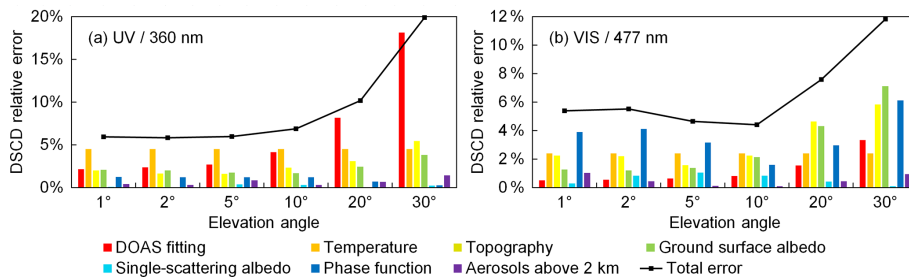 (a) UV / 360 nm
DSCD relative error
20%
15%
10%
5%
0%
1° 2° 5° 10° 20° 30°
Elevation angle
(b) VIS / 477 nm
DSCD relative error
12%
10%
8%
6%
4%
2%
0%
1° 2° 5° 10° 20° 30°
Elevation angle
DOAS fitting Temperature Topography Ground surface albedo
Single-scattering albedo Phase function Aerosols above 2 km Total error